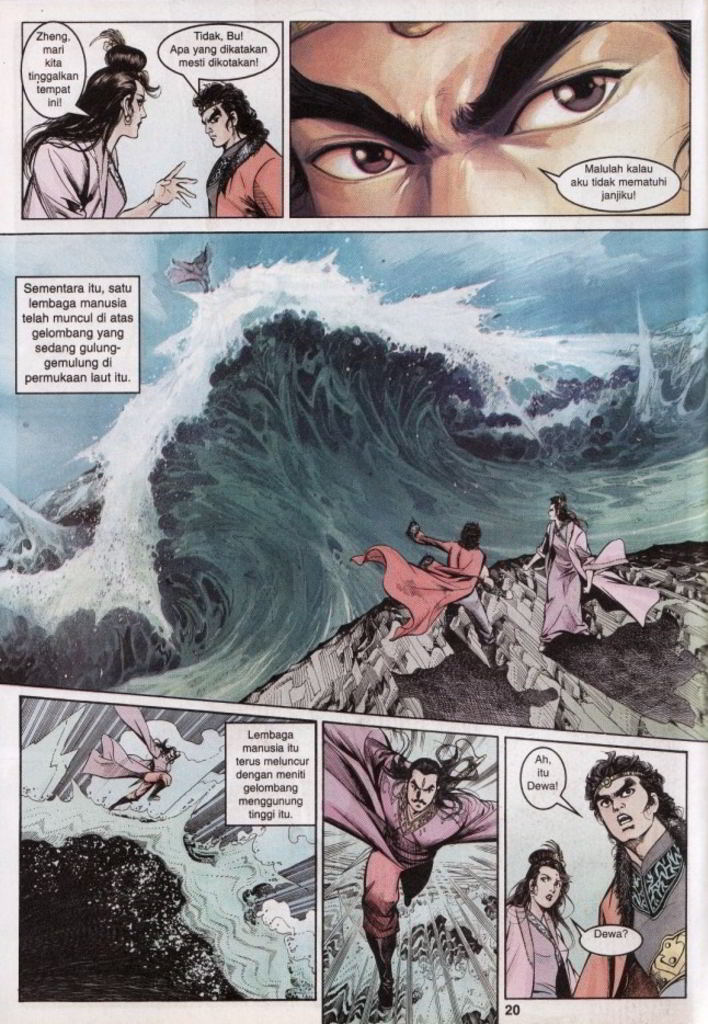 Zheng,
mari
kita
tinggalkan
tempat
ini!
Tidak, Bu!
Apa yang dikatakan
mesti dikotakan!
Malulah kalau
aku tidak mematuhi
janjiku!
Sementara itu, satu
lembaga manusia
telah muncul di atas
gelombang yang
sedang gulung-
gemulung di
permukaan laut itu.
Lembaga
manusia itu
terus meluncur
dengan meniti
gelombang
menggunung
tinggi itu.
Ah,
itu
Dewa!
Dewa?
20